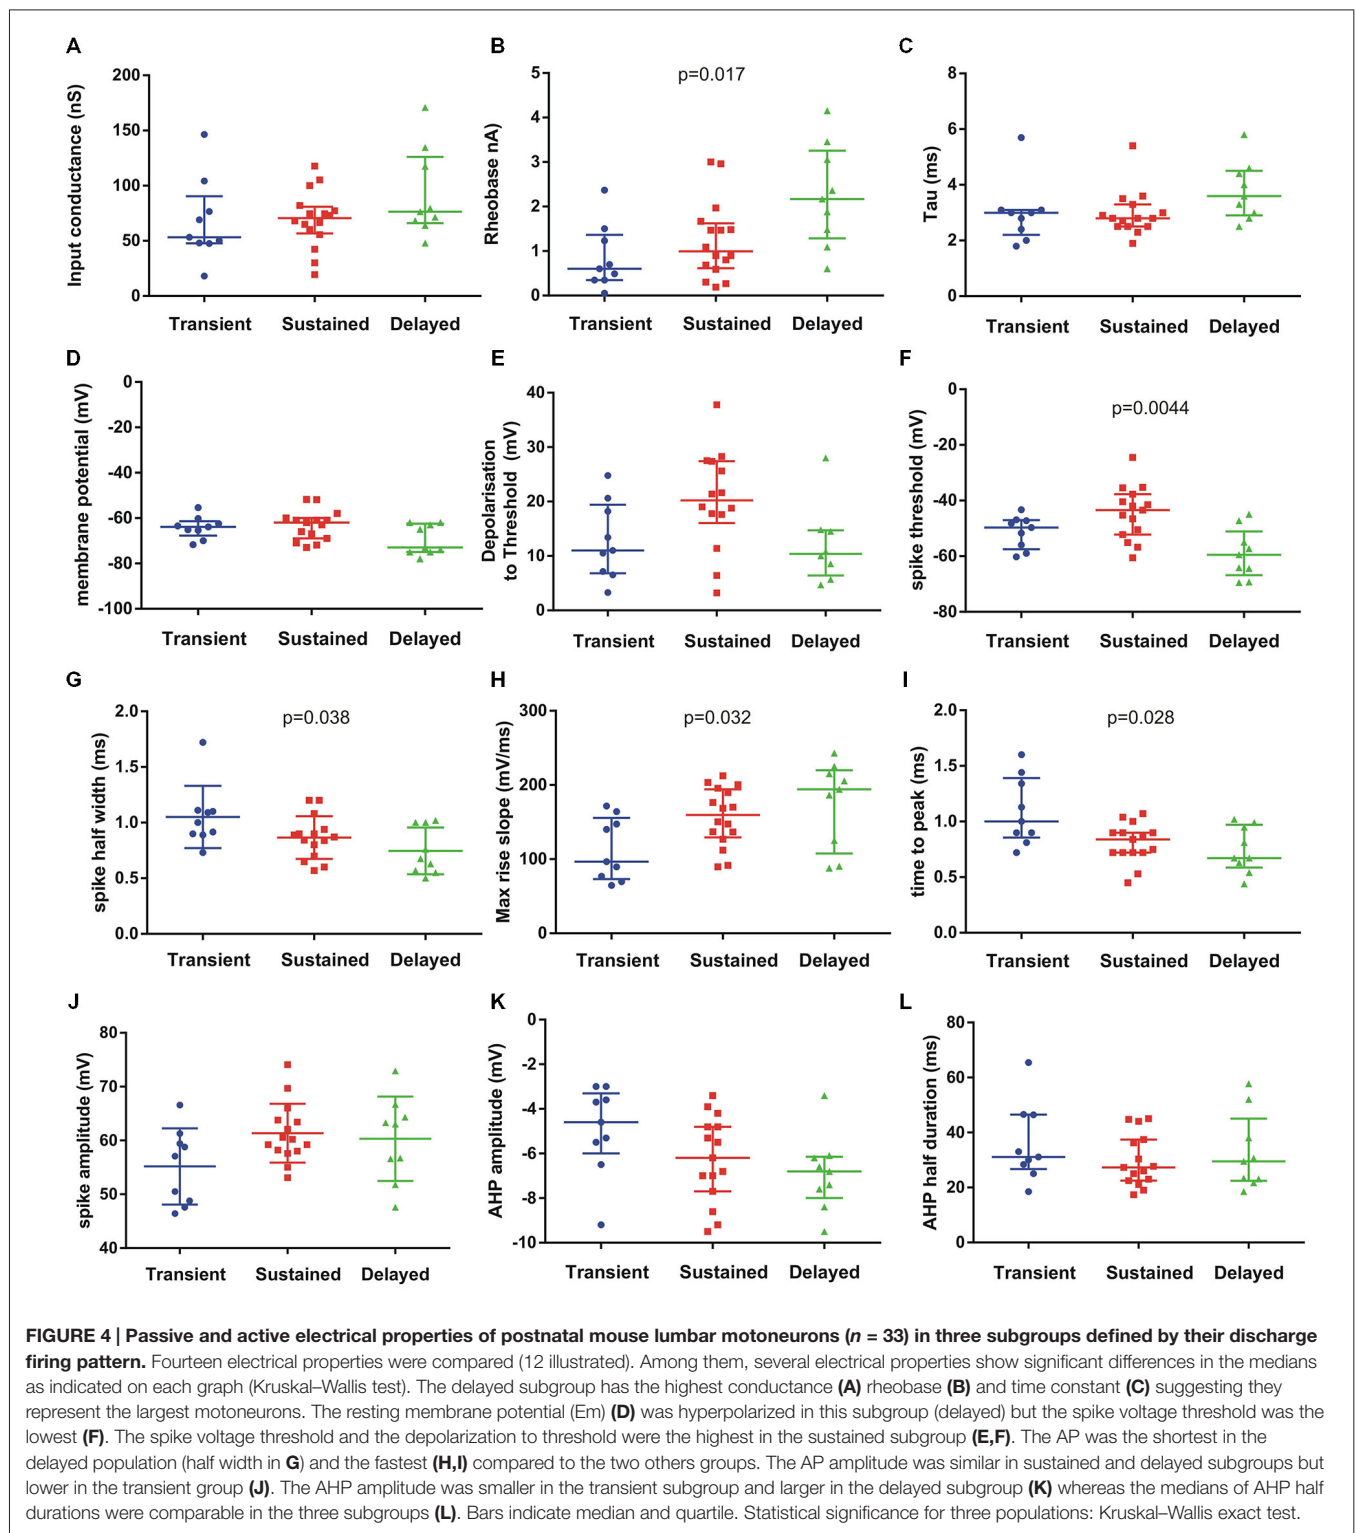 A
Input conductance (nS)
200
150
100
50
0
Transient Sustained Delayed
B
p=0.017
Rheobase nA)
5
4
3
2
1
0
Transient Sustained Delayed
C
Tau (ms)
8
6
4
2
0
Transient Sustained Delayed
D
membrane potential (mV)
0
-20
-40
-60
-80
-100
Transient Sustained Delayed
E
Depolarisation
to Threshold (mV)
40
30
20
10
0
Transient Sustained Delayed
F
p=0.0044
spike threshold (mV)
0
-20
-40
-60
-80
Transient Sustained Delayed
G
p=0.038
spike half width (ms)
2.0
1.5
1.0
0.5
0.0
Transient Sustained Delayed
H
p=0.032
Max rise slope (mV/ms)
300
200
100
0
Transient Sustained Delayed
I
p=0.028
time to peak (ms)
2.0
1.5
1.0
0.5
0.0
Transient Sustained Delayed
J
spike amplitude (mV)
80
70
60
50
40
Transient Sustained Delayed
K
AHP amplitude (mV)
0
-2
-4
-6
-8
-10
Transient Sustained Delayed
L
AHP half duration (ms)
80
60
40
20
0
Transient Sustained Delayed
FIGURE 4 | Passive and active electrical properties of postnatal mouse lumbar motoneurons (n = 33) in three subgroups defined by their discharge
firing pattern. Fourteen electrical properties were compared (12 illustrated). Among them, several electrical properties show significant differences in the medians
as indicated on each graph (Kruskal–Wallis test). The delayed subgroup has the highest conductance (A) rheobase (B) and time constant (C) suggesting they
represent the largest motoneurons. The resting membrane potential (Em) (D) was hyperpolarized in this subgroup (delayed) but the spike voltage threshold was the
lowest (F). The spike voltage threshold and the depolarization to threshold were the highest in the sustained subgroup (E,F). The AP was the shortest in the
delayed population (half width in G) and the fastest (H,I) compared to the two others groups. The AP amplitude was similar in sustained and delayed subgroups but
lower in the transient group (J). The AHP amplitude was smaller in the transient subgroup and larger in the delayed subgroup (K) whereas the medians of AHP half
durations were comparable in the three subgroups (L). Bars indicate median and quartile. Statistical significance for three populations: Kruskal–Wallis exact test.